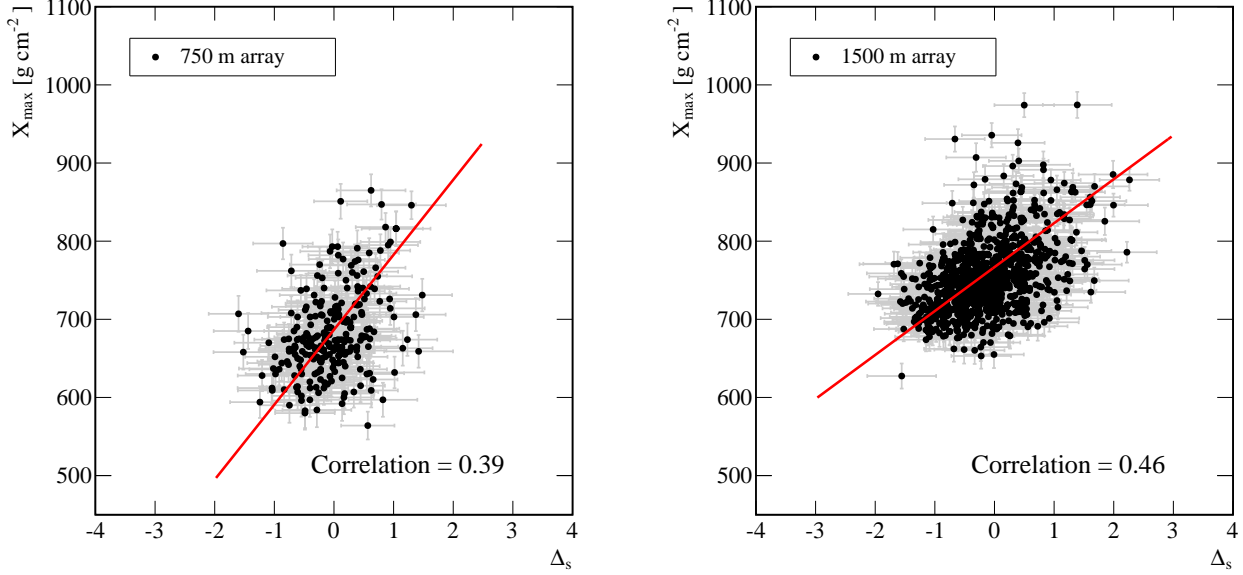 X_max [g cm^-2]
1100
1000
900
800
700
600
500
750 m array
Correlation = 0.39
-4 -3 -2 -1 0 1 2 3 4
Δ_s
X_max [g cm^-2]
1100
1000
900
800
700
600
500
1500 m array
Correlation = 0.46
-4 -3 -2 -1 0 1 2 3 4
Δ_s